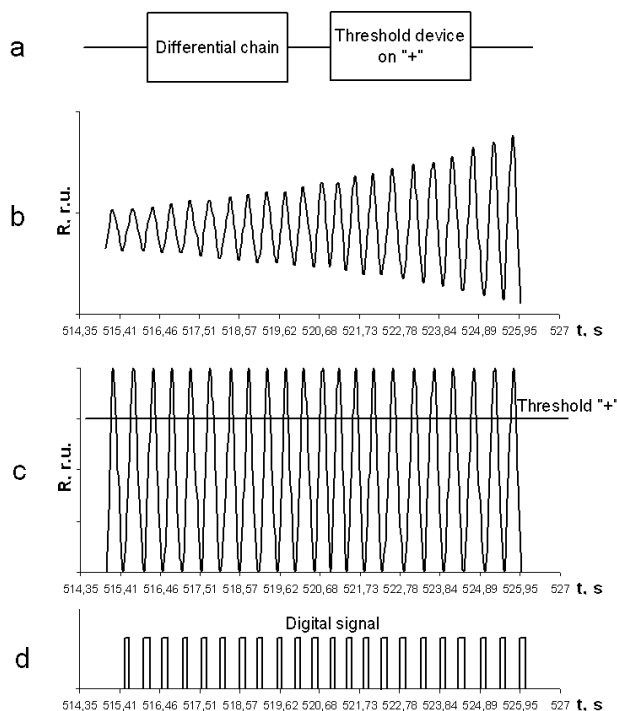 a
Differential chain
Threshold device
on "+"
b
R, r.u.
514,35 515,41 516,46 517,51 518,57 519,62 520,68 521,73 522,78 523,84 524,89 525,95 527 t, s
c
R, r.u.
Threshold "+"
514,35 515,41 516,46 517,51 518,57 519,62 520,68 521,73 522,78 523,84 524,89 525,95 527 t, s
d
Digital signal
514,35 515,41 516,46 517,51 518,57 519,62 520,68 521,73 522,78 523,84 524,89 525,95 527 t, s